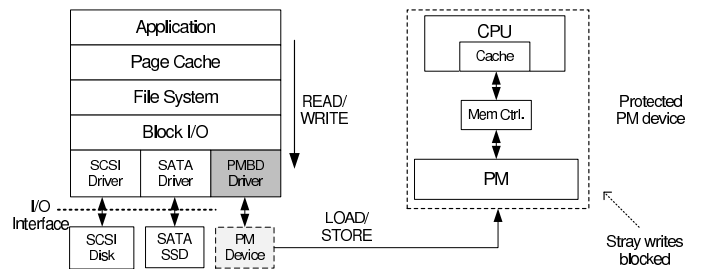 Application
Page Cache
File System
Block I/O
SCSI
Driver
SATA
Driver
PMBD
Driver
READ/
WRITE
I/O
Interface
SCSI
Disk
SATA
SSD
PM
Device
LOAD/
STORE
CPU
Cache
Mem Ctrl.
PM
Protected
PM device
Stray writes
blocked